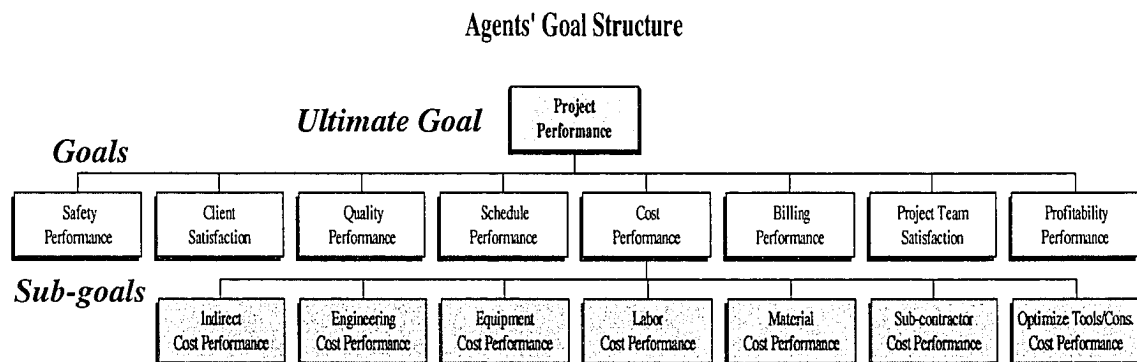 Agents' Goal Structure
Ultimate Goal
Project
Performance
Goals
Safety
Performance
Client
Satisfaction
Quality
Performance
Schedule
Performance
Cost
Performance
Billing
Performance
Project Team
Satisfaction
Profitability
Performance
Sub-goals
Indirect
Cost Performance
Engineering
Cost Performance
Equipment
Cost Performance
Labor
Cost Performance
Material
Cost Performance
Sub-contractor
Cost Performance
Optimize Tools/Cons.
Cost Performance